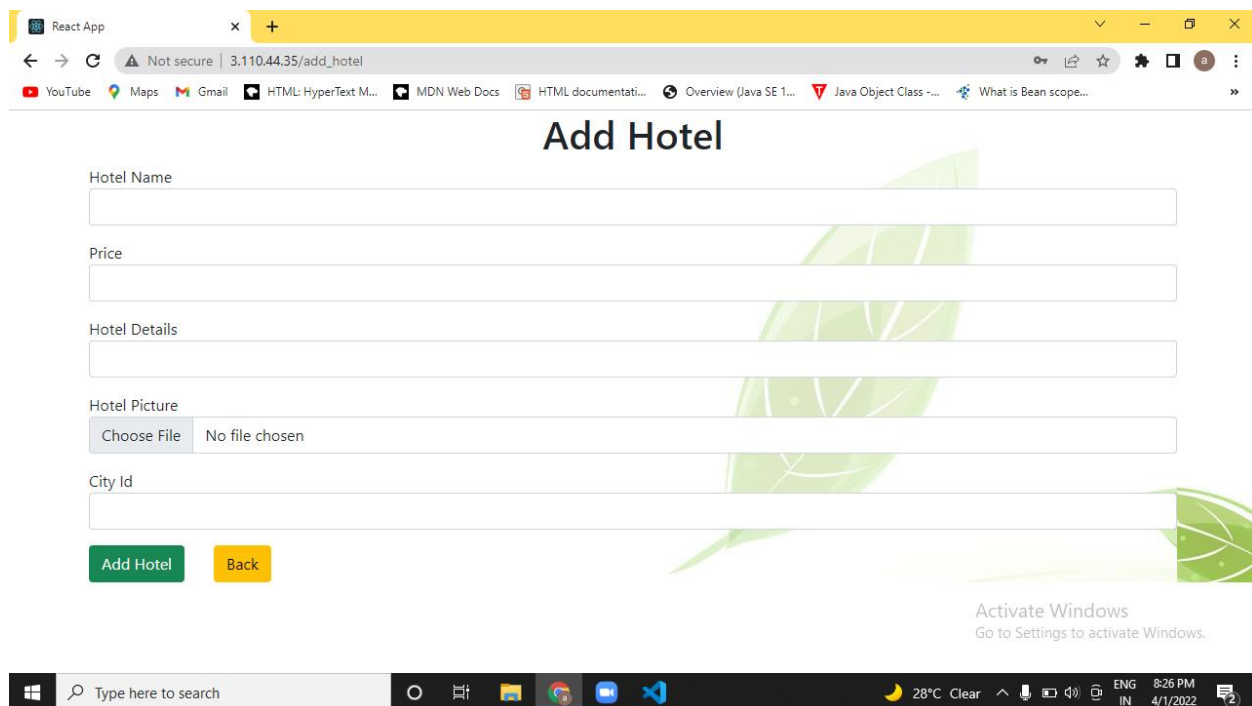 React App
Not secure | 3.110.44.35/add_hotel
a
YouTube Maps Gmail HTML: HyperText M... MDN Web Docs HTML documentati... Overview (Java SE 1... Java Object Class -... What is Bean scope... »
Add Hotel
Hotel Name
Price
Hotel Details
Hotel Picture
Choose File No file chosen
City Id
Add Hotel Back
Activate Windows
Go to Settings to activate Windows.
Type here to search 28°C Clear ENG 8:26 PM
IN 4/1/2022 2